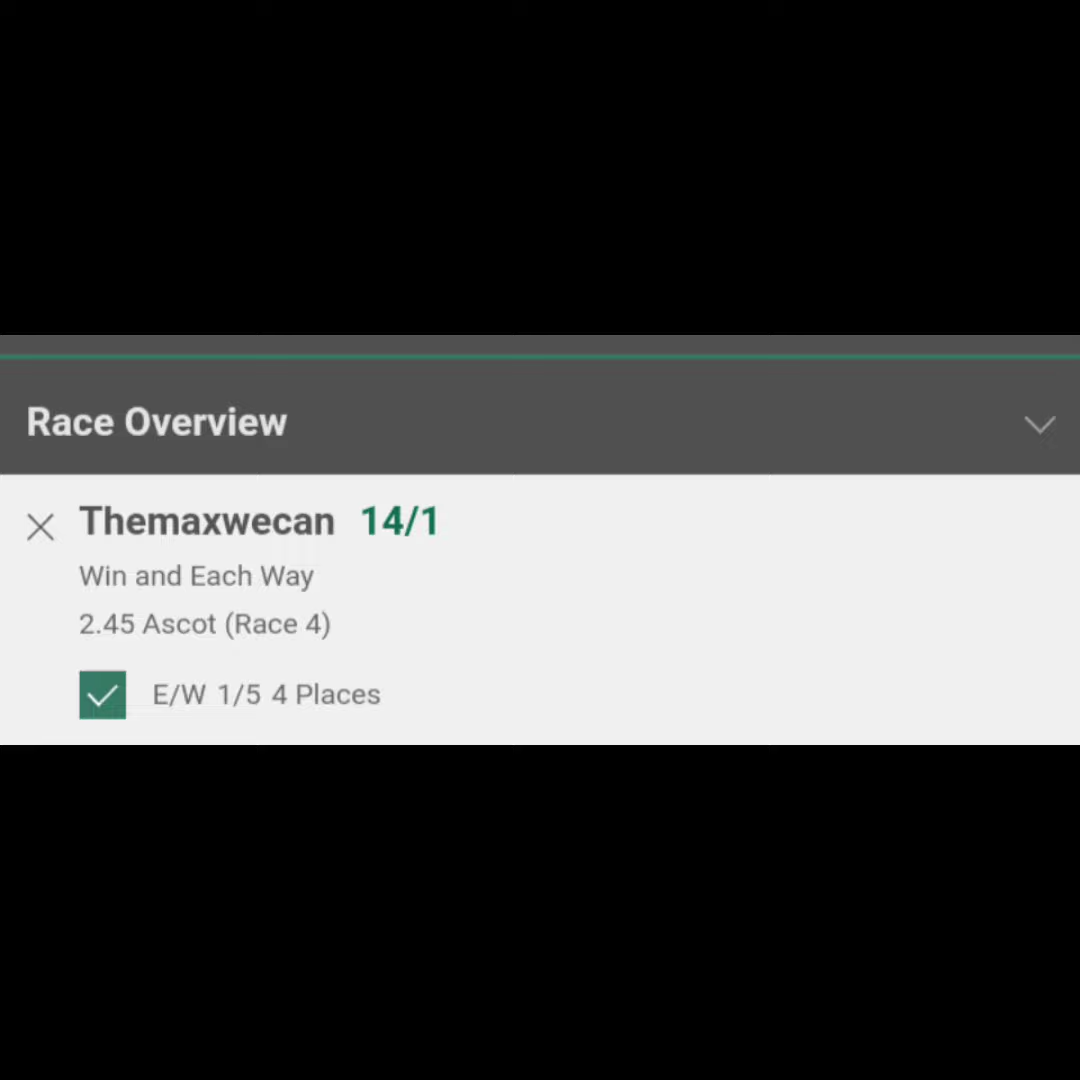 Race Overview
Themaxwecan 14/1
Win and Each Way
2.45 Ascot (Race 4)
E/W 1/5 4 Places